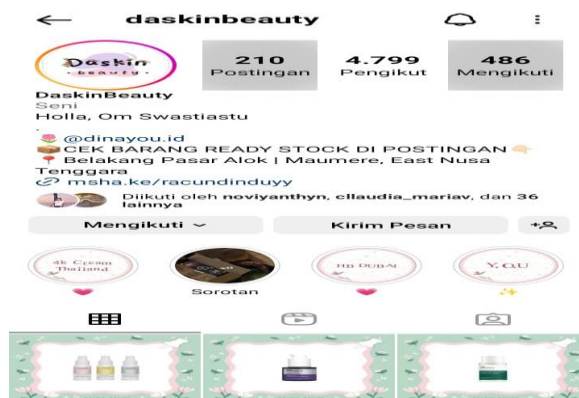 daskinbeauty
Daskin
beauty
210 4.799 486
Postingan Pengikut Mengikuti
DaskinBeauty
Seni
Holla, Om Swastiastu
.
🌷 @dinayou.id
📦CEK BARANG READY STOCK DI POSTINGAN👇🏻
📍 Belakang Pasar Alok | Maumere, East Nusa
Tenggara
msha.ke/racundinduyy
Diikuti oleh noviyanthyn, cllaudia_mariav, dan 36
lainnya
Mengikuti Kirim Pesan
4k Cream
Thailand
HB DUBAI
Y.O.U
💗 Sorotan 💗 ✨